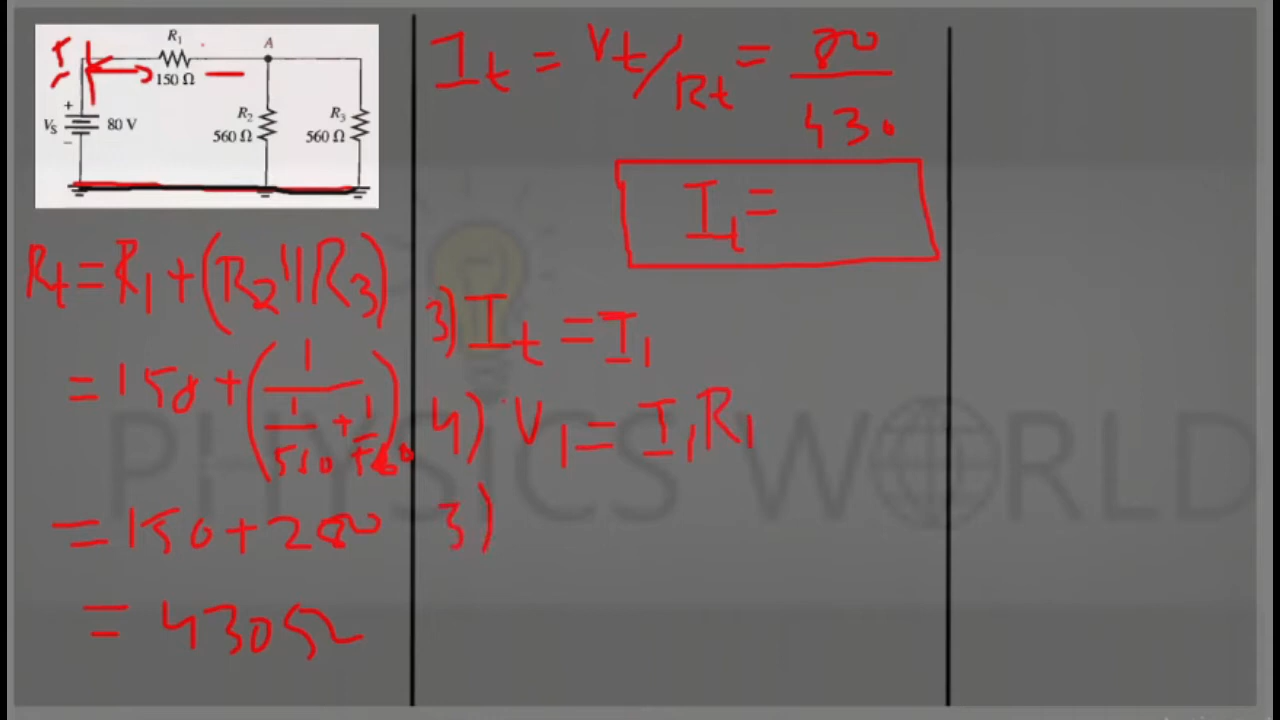 R1
A
150 Ω
+
VS
80 V
−
R2
560 Ω
R3
560 Ω
Rt = R1 + (R2 || R3)
= 150 + (1/(1/560 + 1/560))
= 150 + 280
= 430Ω
It = Vt/Rt = 80/430
It =
3) It = I1
4) V1 = I1R1
3)
PHYSICS WORLD